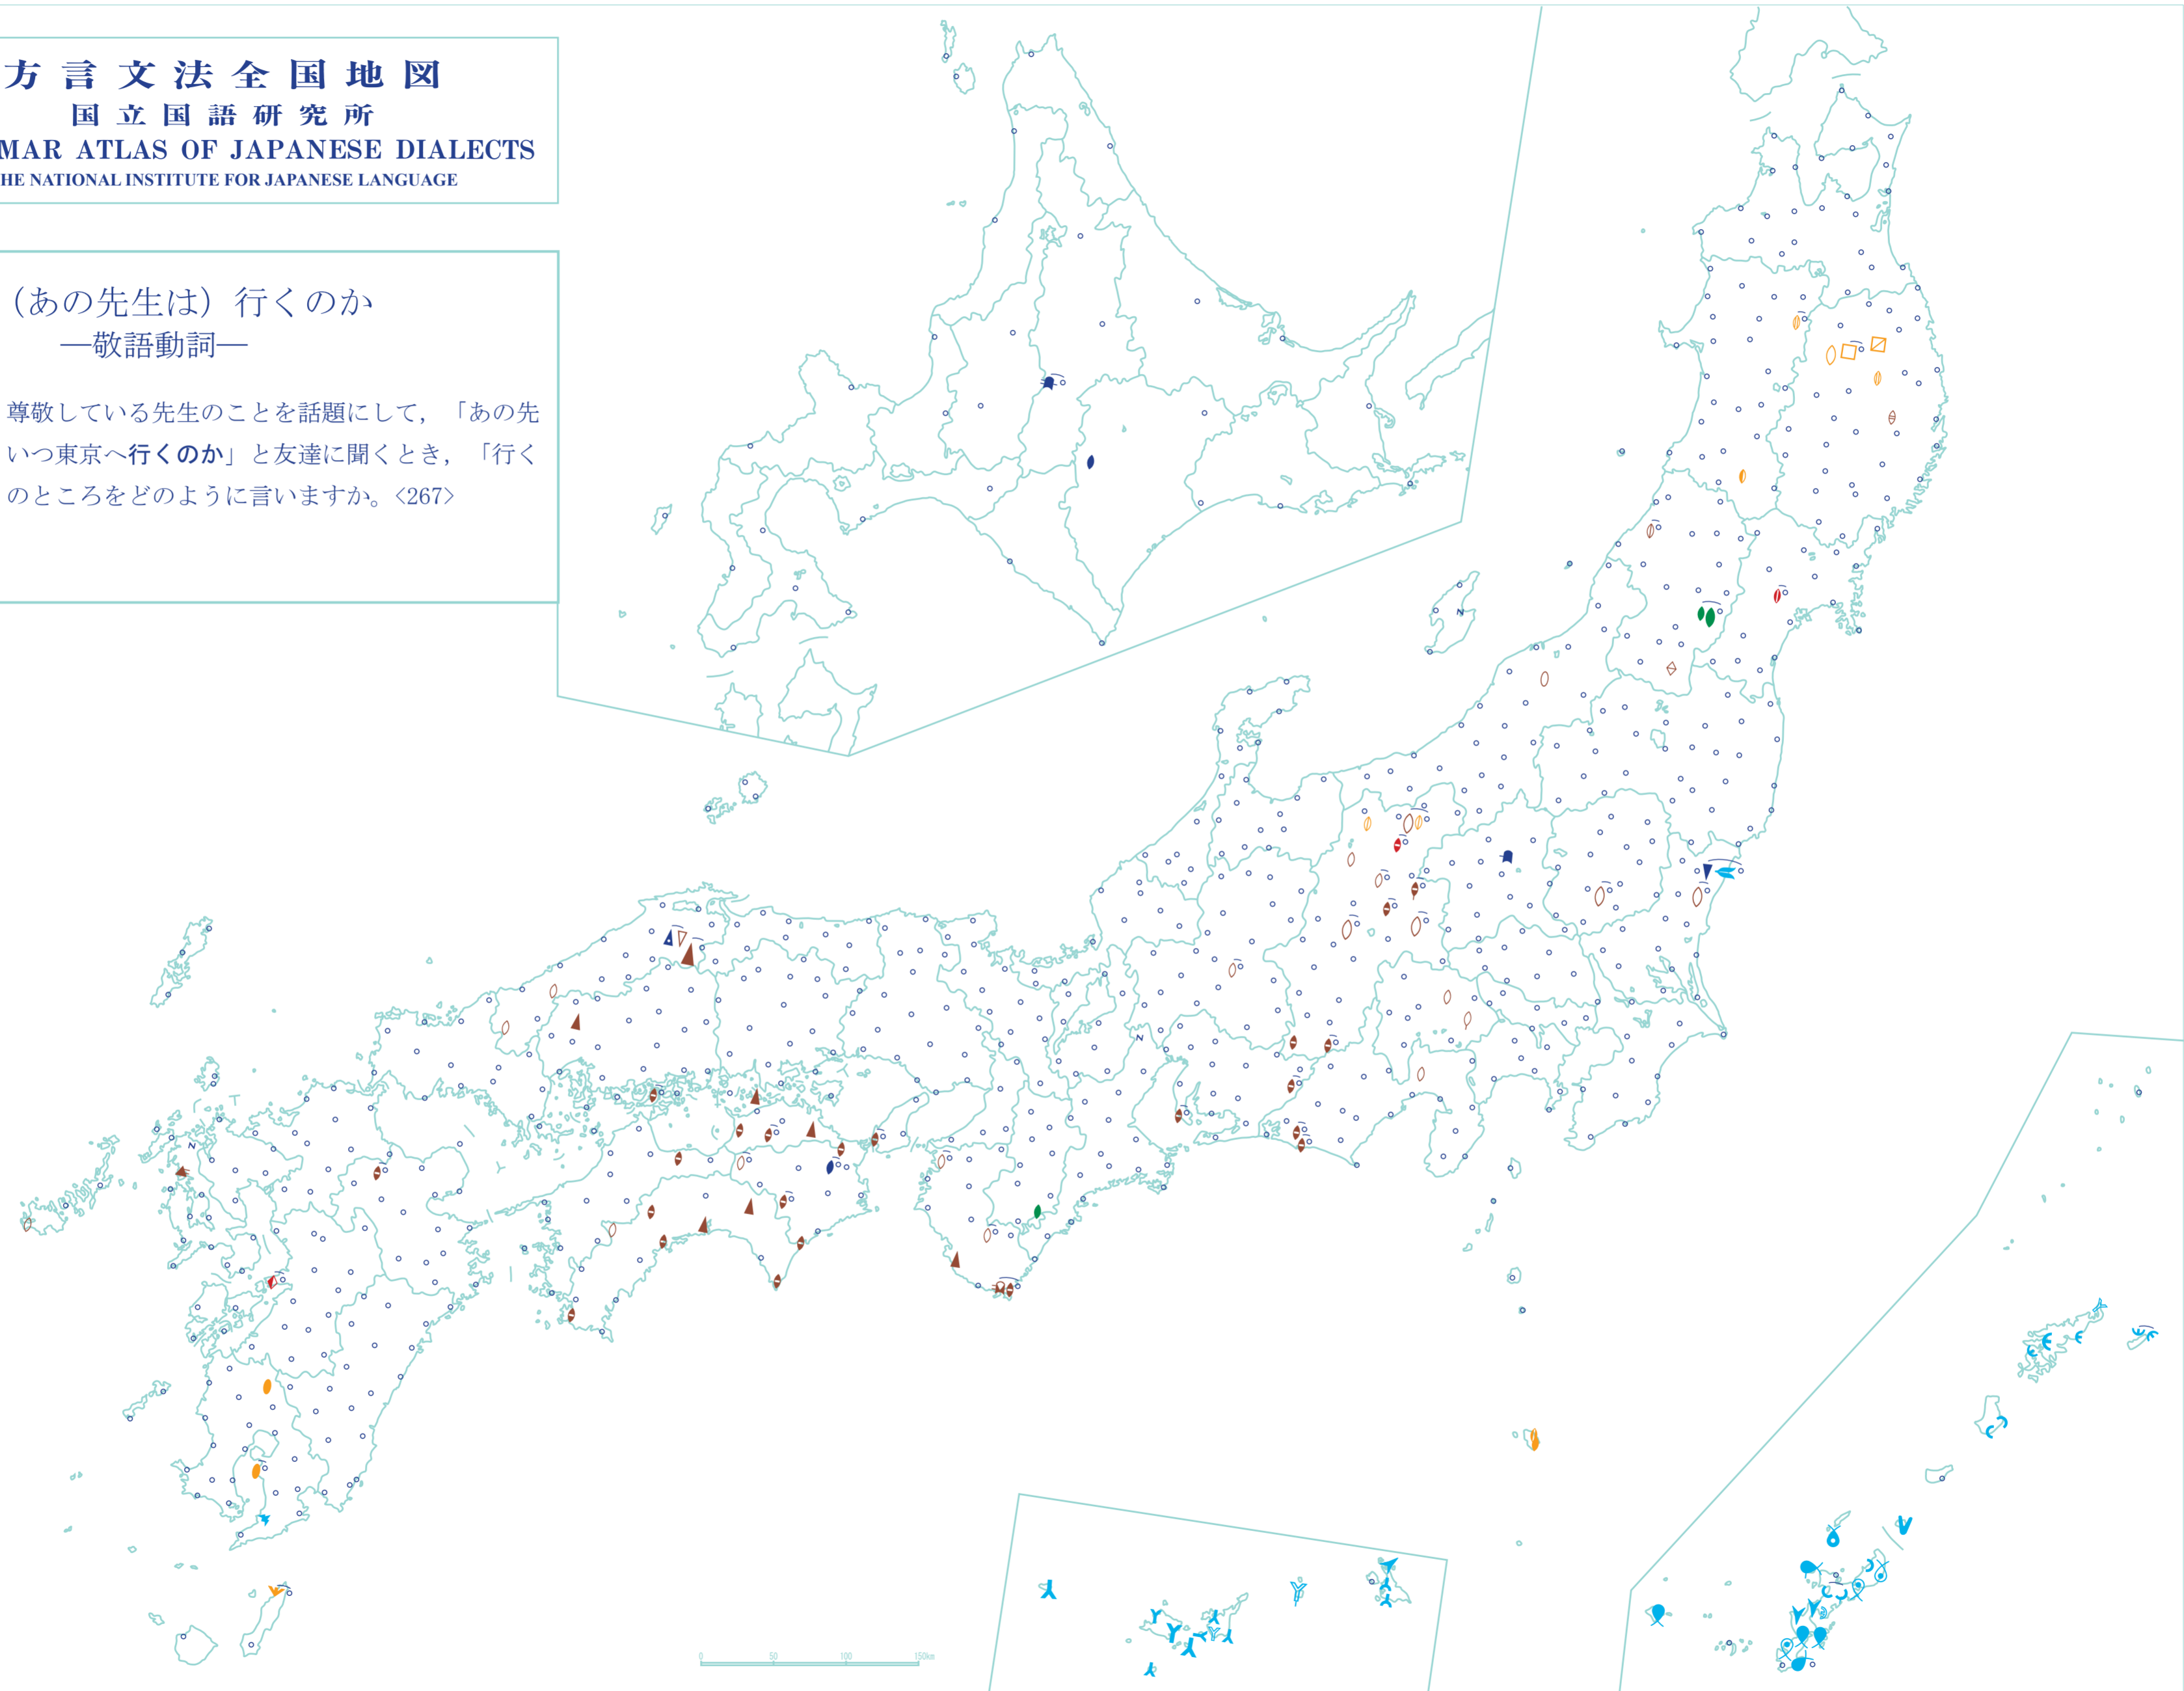 方言文法全国地図
国立国語研究所
MAR ATLAS OF JAPANESE DIALECTS
HE NATIONAL INSTITUTE FOR JAPANESE LANGUAGE
（あの先生は）行くのか
―敬語動詞―
尊敬している先生のことを話題にして，「あの先
いつ東京へ行くのか」と友達に聞くとき，「行く
のところをどのように言いますか。<267>
N
N
N
0 50 100 150km